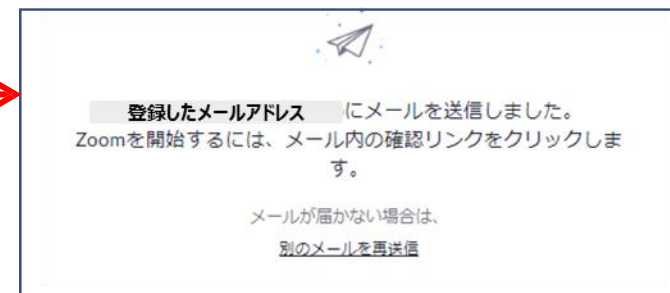 登録したメールアドレス にメールを送信しました。
Zoomを開始するには、メール内の確認リンクをクリックしま
す。
メールが届かない場合は、
別のメールを再送信